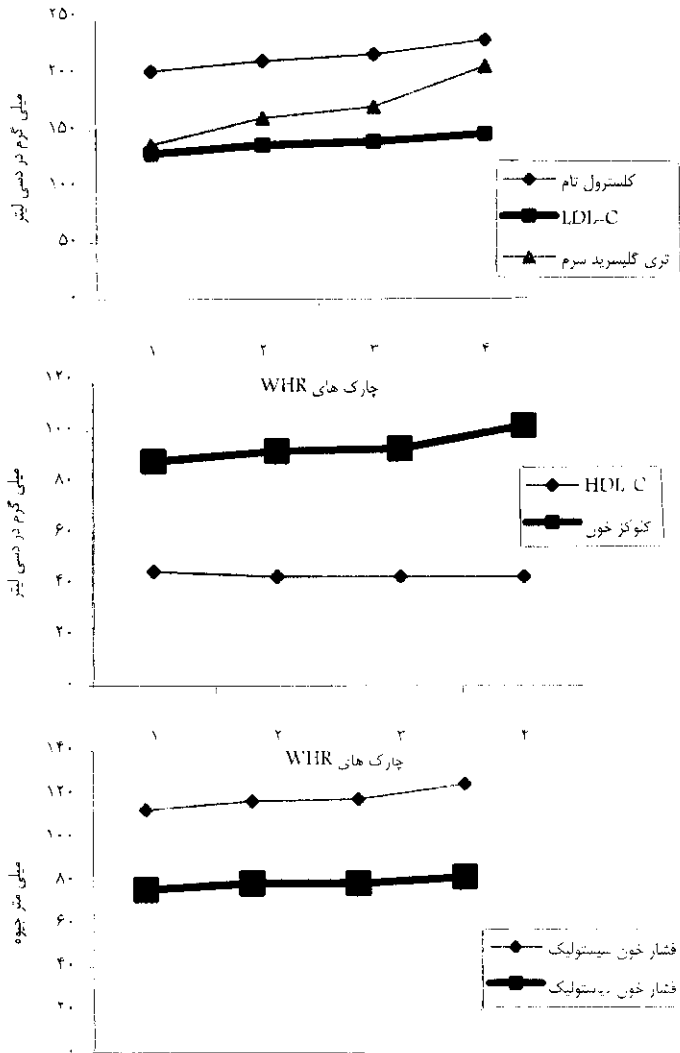 ۲۵۰
۲۰۰
۱۵۰
۱۰۰
۵۰
۰
میلی گرم در دسی لیتر
کلسترول تام
LDL-C
تری گلیسرید سرم
۱ ۲ ۳ ۴
چارک های WHR
۱۲۰
۱۰۰
۸۰
۶۰
۴۰
۲۰
۰
میلی گرم در دسی لیتر
HDL-C
گلوکز خون
۱ ۲ ۳ ۴
چارک های WHR
۱۴۰
۱۲۰
۱۰۰
۸۰
۶۰
۴۰
۲۰
۰
میلی متر جیوه
فشار خون سیستولیک
فشار خون